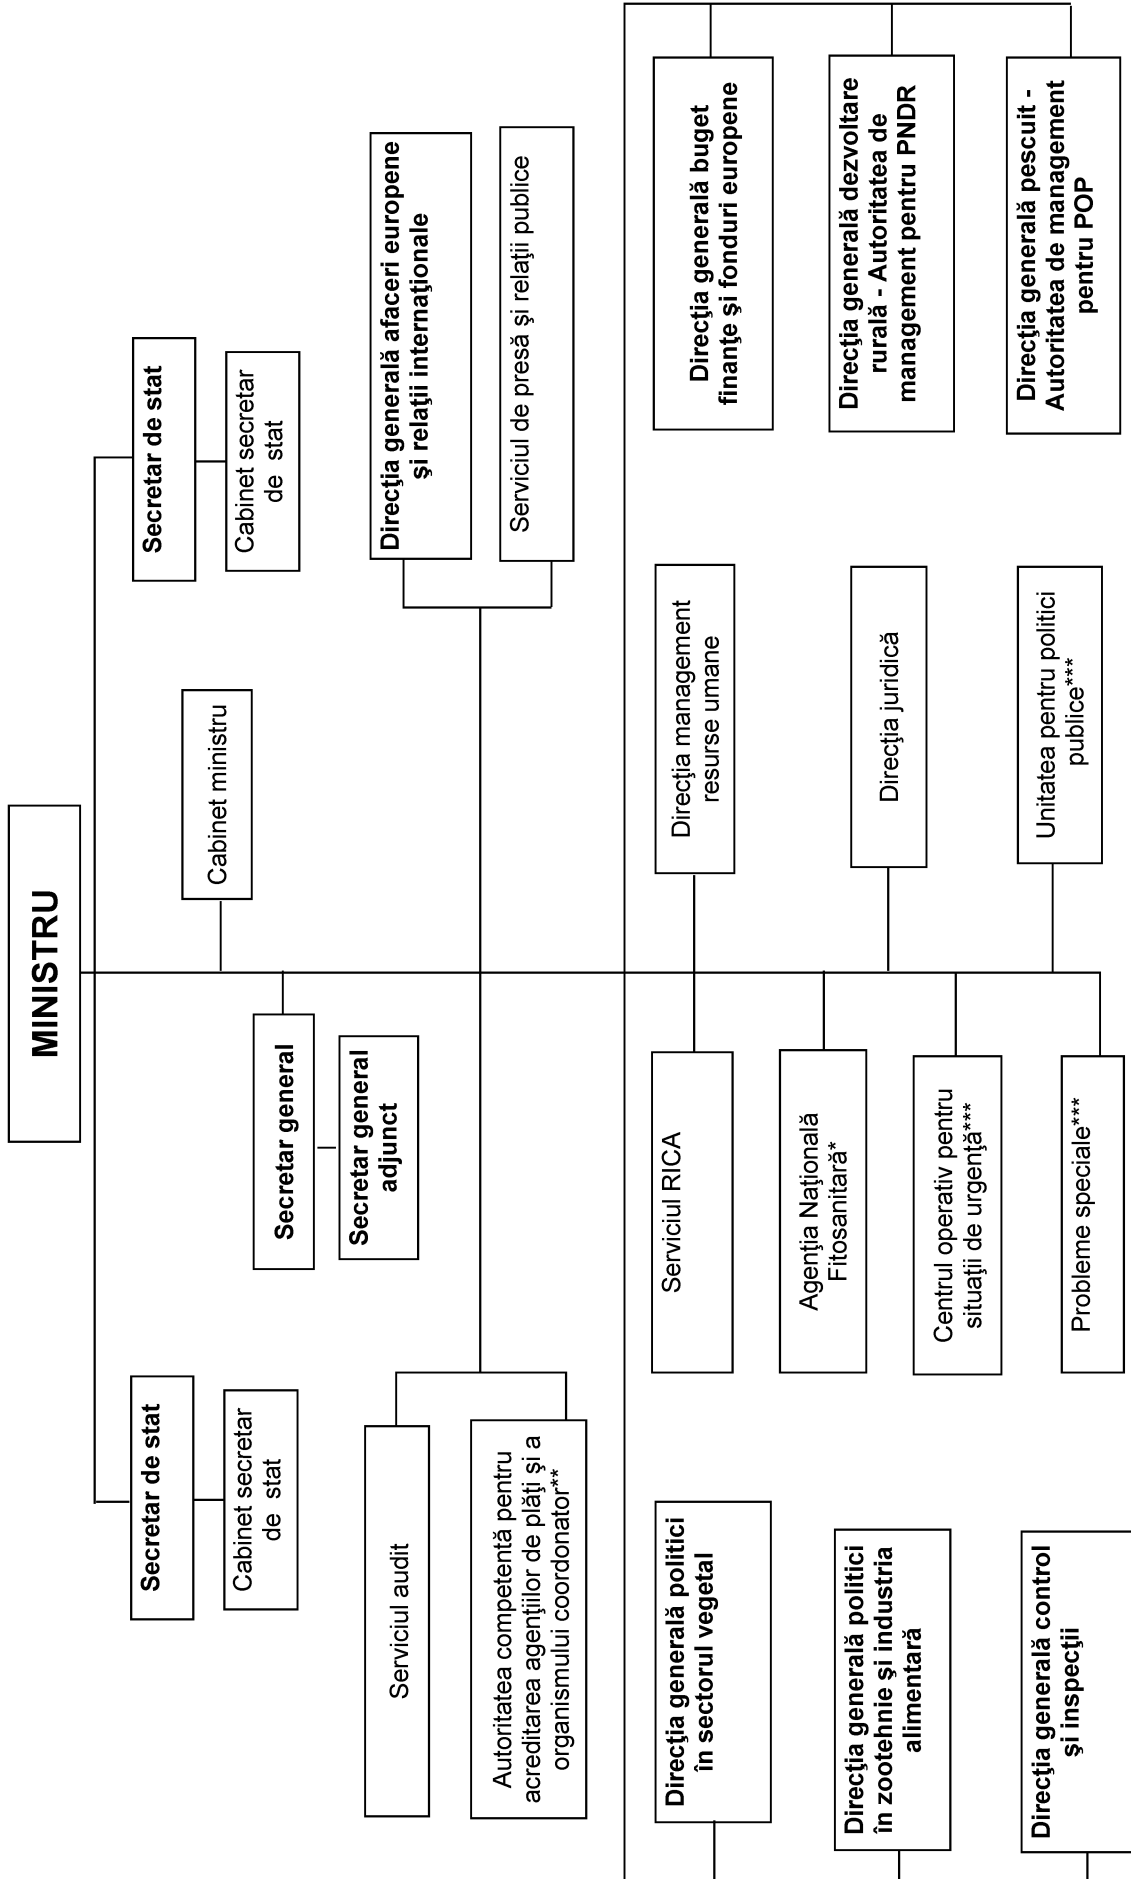 MINISTRU
Secretar de stat
Cabinet secretar
de stat
Secretar de stat
Cabinet secretar
de stat
Cabinet ministru
Secretar general
Secretar general
adjunct
Serviciul audit
Autoritatea competentă pentru
acreditarea agenţiilor de plăţi şi a
organismului coordonator**
Direcţia generală afaceri europene
şi relaţii internaţionale
Serviciul de presă şi relaţii publice
Direcţia generală politici
în sectorul vegetal
Serviciul RICA
Direcţia management
resurse umane
Direcţia generală buget
finanţe şi fonduri europene
Direcţia generală politici
în zootehnie şi industria
alimentară
Agenţia Naţională
Fitosanitară*
Direcţia juridică
Direcţia generală dezvoltare
rurală - Autoritatea de
management pentru PNDR
Centrul operativ pentru
situaţii de urgenţă***
Direcţia generală control
şi inspecţii
Probleme speciale***
Unitatea pentru politici
publice***
Direcţia generală pescuit -
Autoritatea de management
pentru POP